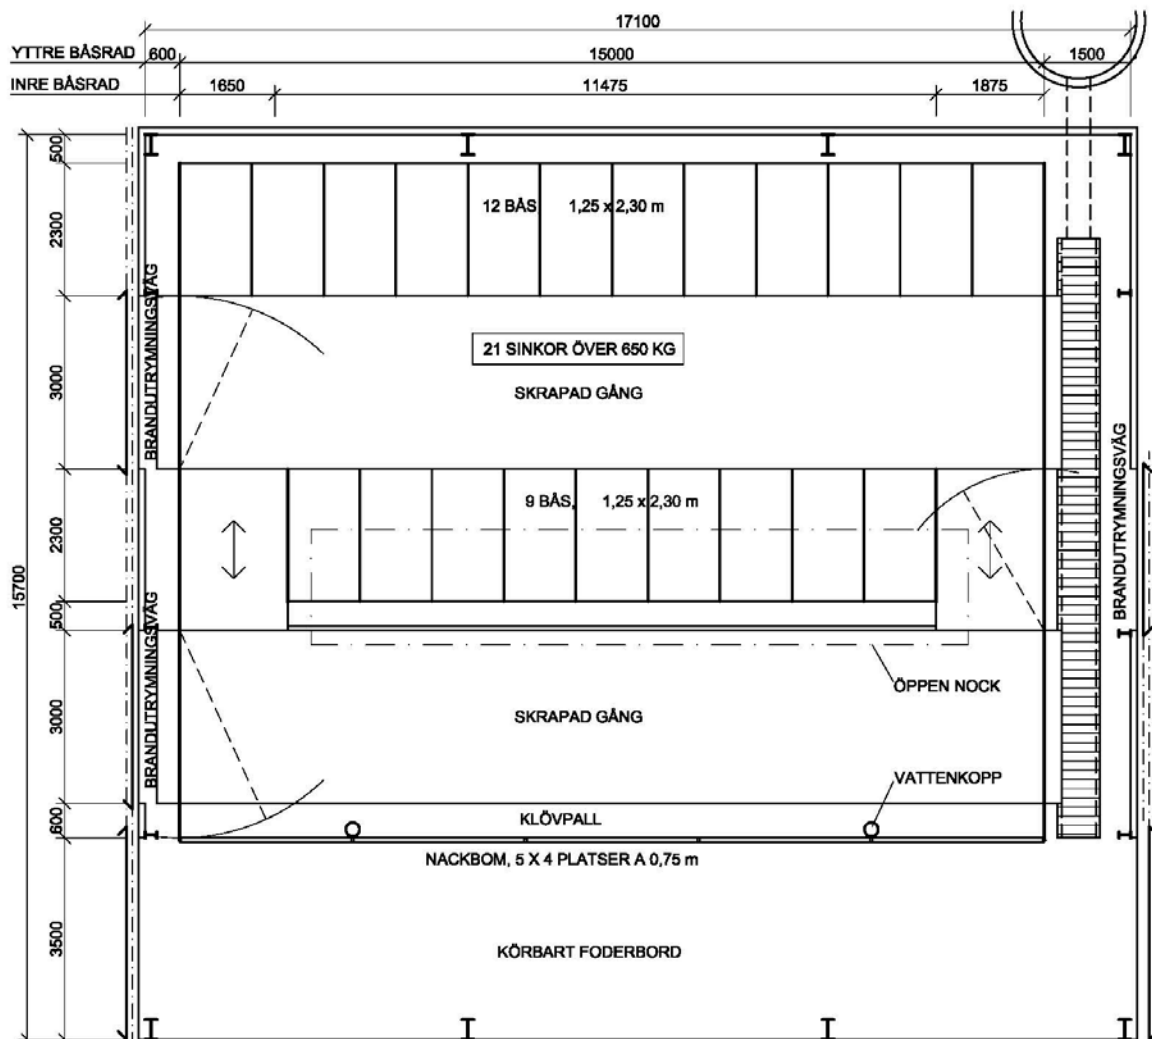 17100
YTTRE BÅSRAD 600 15000 1500
INRE BÅSRAD 1650 11475 1875
500
12 BÅS 1,25 x 2,30 m
2300
BRANDUTRYMNINGSVÄG
21 SINKOR ÖVER 650 KG
3000
SKRAPAD GÅNG
BRANDUTRYMNINGSVÄG
9 BÅS, 1,25 x 2,30 m
2300
15700
500
BRANDUTRYMNINGSVÄG
ÖPPEN NOCK
3000
SKRAPAD GÅNG
VATTENKOPP
600
KLÖVPALL
NACKBOM, 5 X 4 PLATSER A 0,75 m
3500
KÖRBART FODERBORD